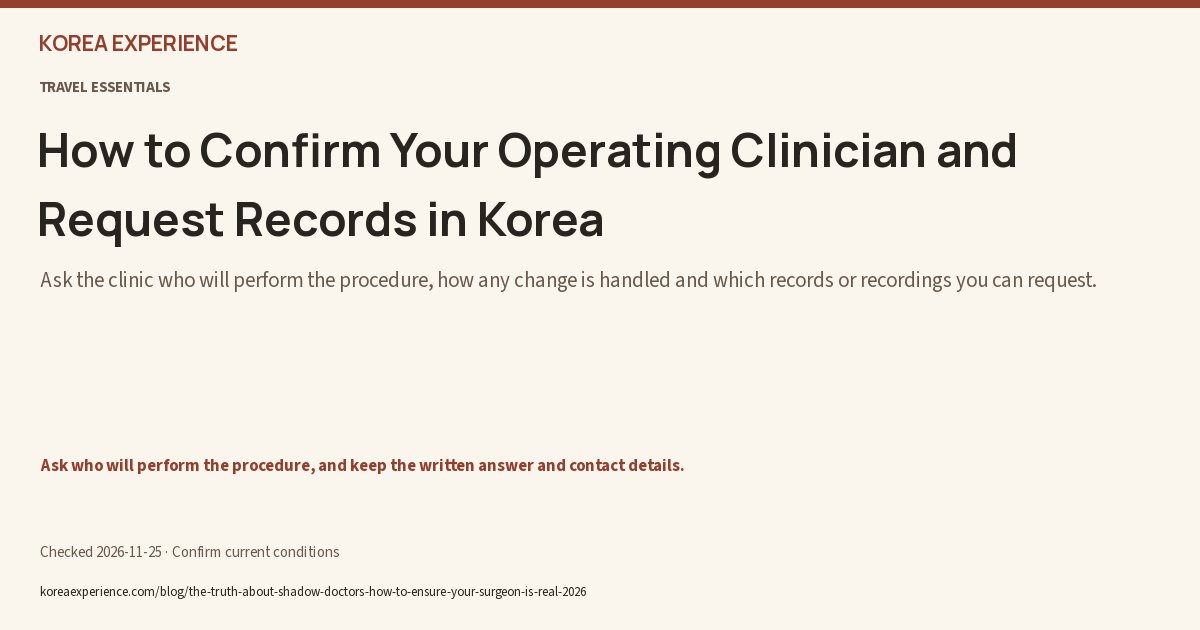 KOREA EXPERIENCE
TRAVEL ESSENTIALS
How to Confirm Your Operating Clinician and
Request Records in Korea
Ask the clinic who will perform the procedure, how any change is handled and which records or recordings you can request.
Ask who will perform the procedure, and keep the written answer and contact details.
Checked 2026-11-25 · Confirm current conditions
koreaexperience.com/blog/the-truth-about-shadow-doctors-how-to-ensure-your-surgeon-is-real-2026